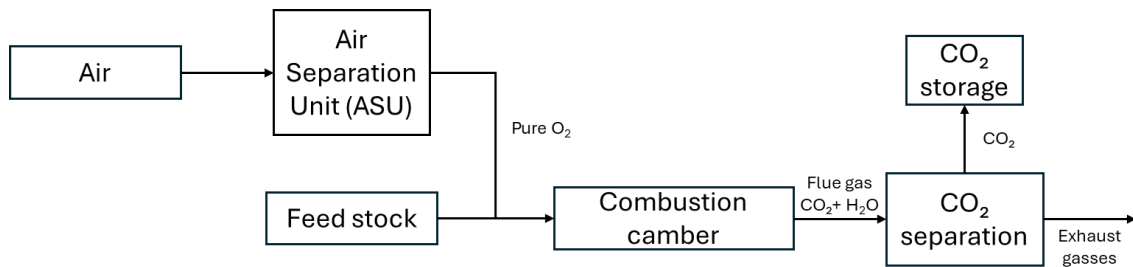 Air
Air
Separation
Unit (ASU)
CO₂
storage
Pure O₂
CO₂
Feed stock
Combustion
camber
Flue gas
CO₂+ H₂O
CO₂
separation
Exhaust
gasses